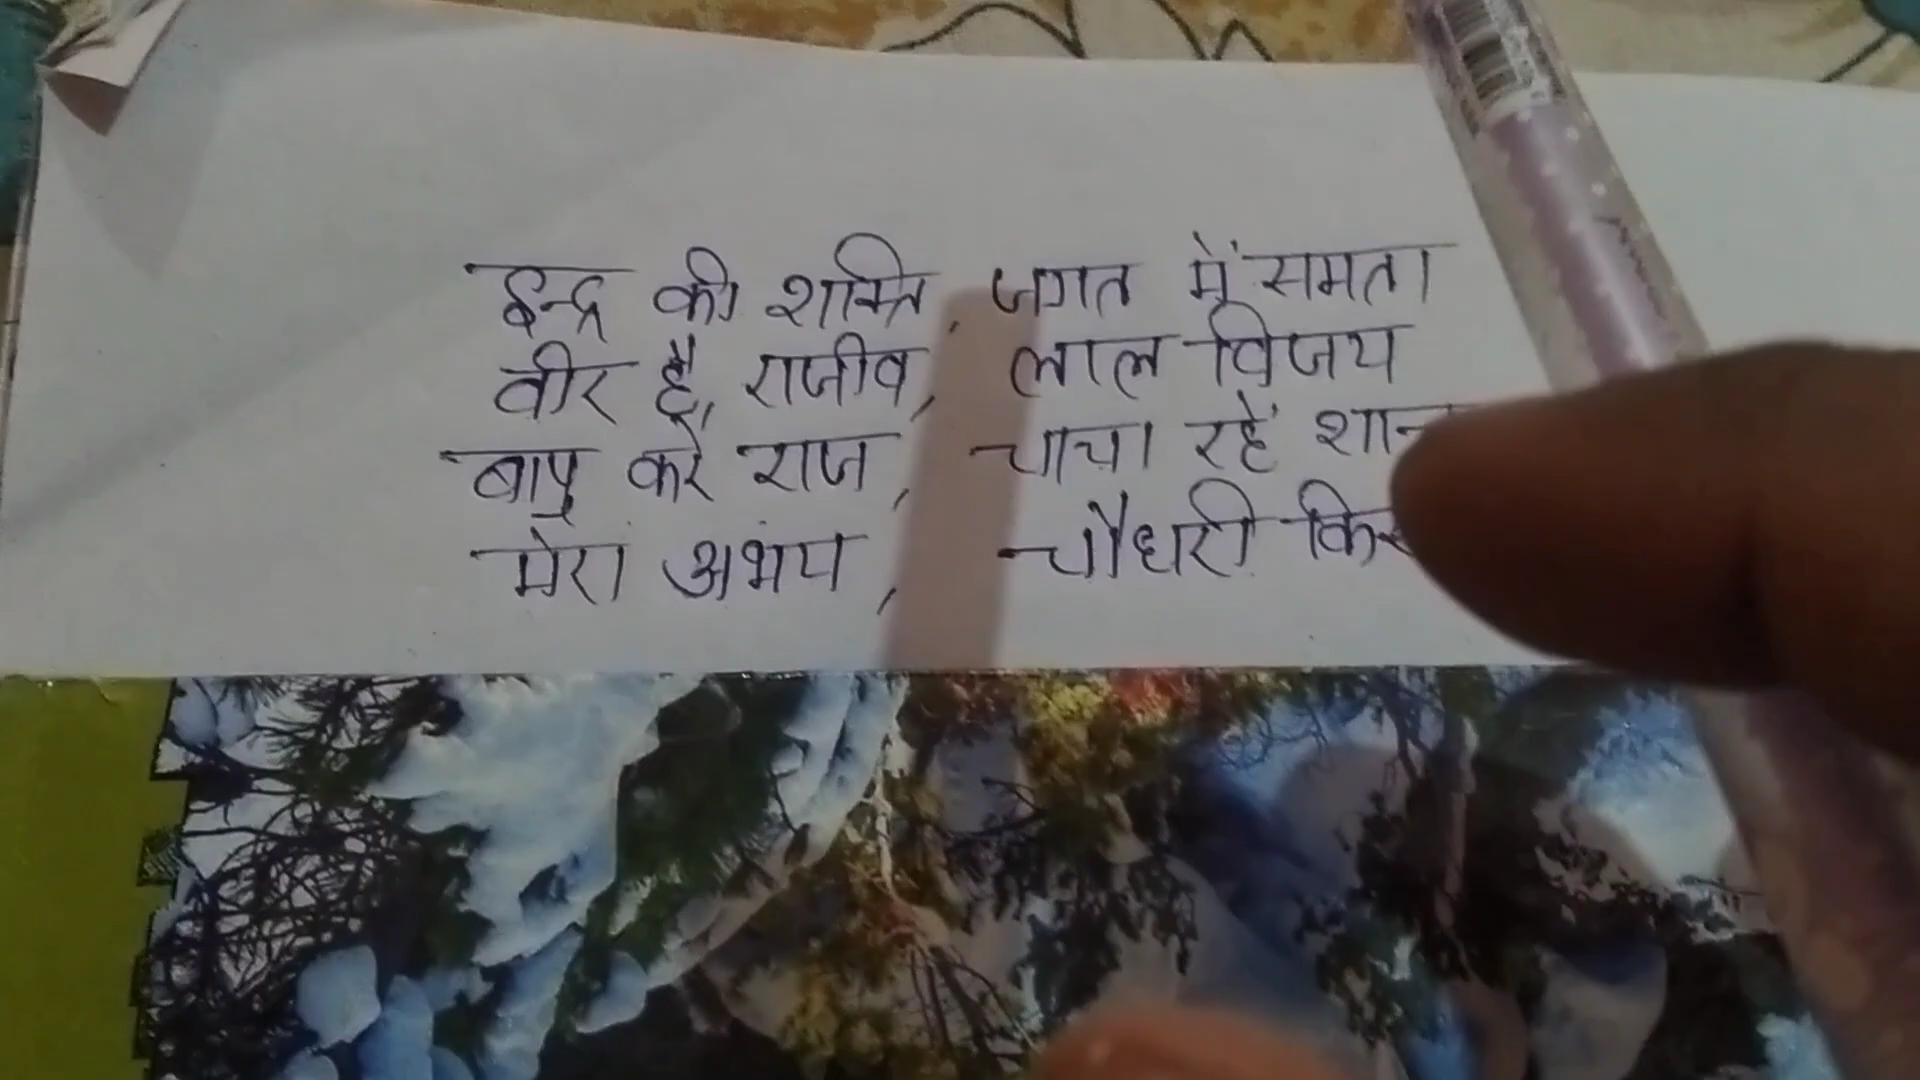 इन्द्र की शक्ति, जगत में समता
वीर है, राजीव, लाल विजय
बापु करे राज, चाचा रहें
मेरा अभय, चौधरी